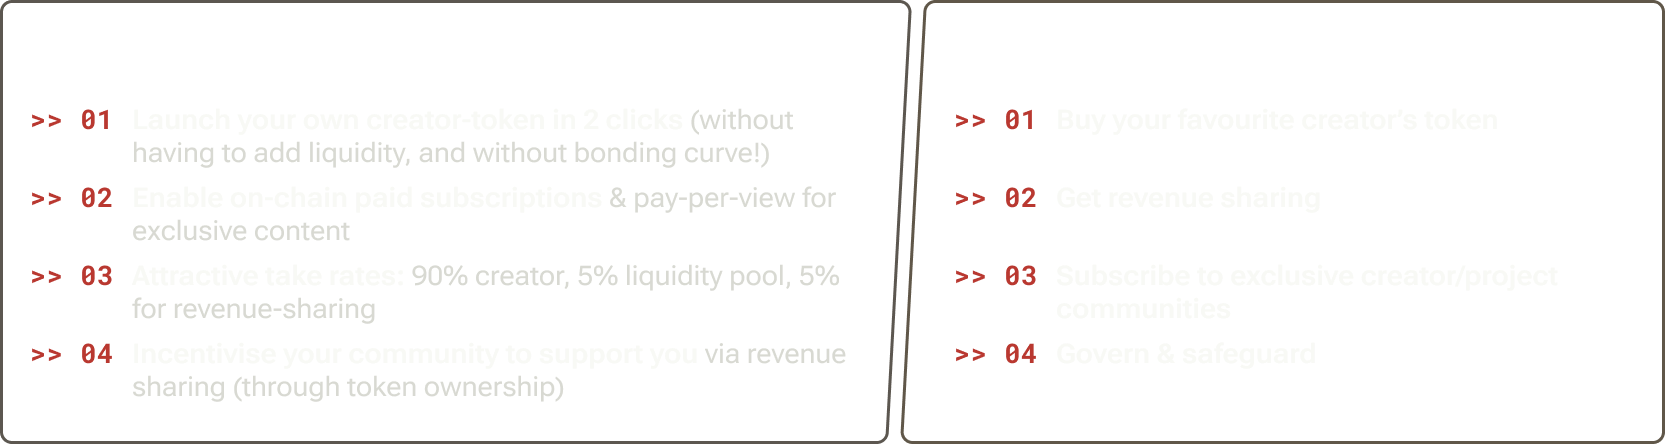 >> 01 Launch your own creator-token in 2 clicks (without
having to add liquidity, and without bonding curve!)
>> 02 Enable on-chain paid subscriptions & pay-per-view for
exclusive content
>> 03 Attractive take rates: 90% creator, 5% liquidity pool, 5%
for revenue-sharing
>> 04 Incentivise your community to support you via revenue
sharing (through token ownership)
>> 01 Buy your favourite creator's token
>> 02 Get revenue sharing
>> 03 Subscribe to exclusive creator/project
communities
>> 04 Govern & safeguard